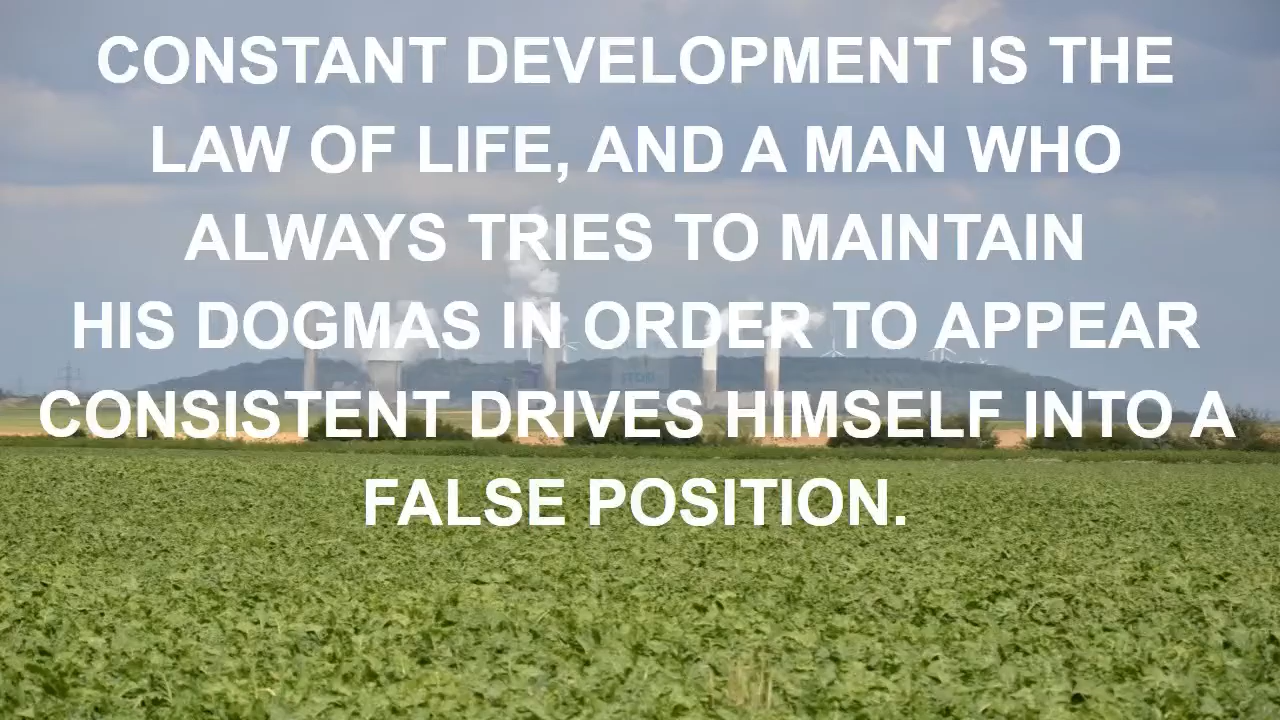 CONSTANT DEVELOPMENT IS THE
LAW OF LIFE, AND A MAN WHO
ALWAYS TRIES TO MAINTAIN
HIS DOGMAS IN ORDER TO APPEAR
CONSISTENT DRIVES HIMSELF INTO A
FALSE POSITION.